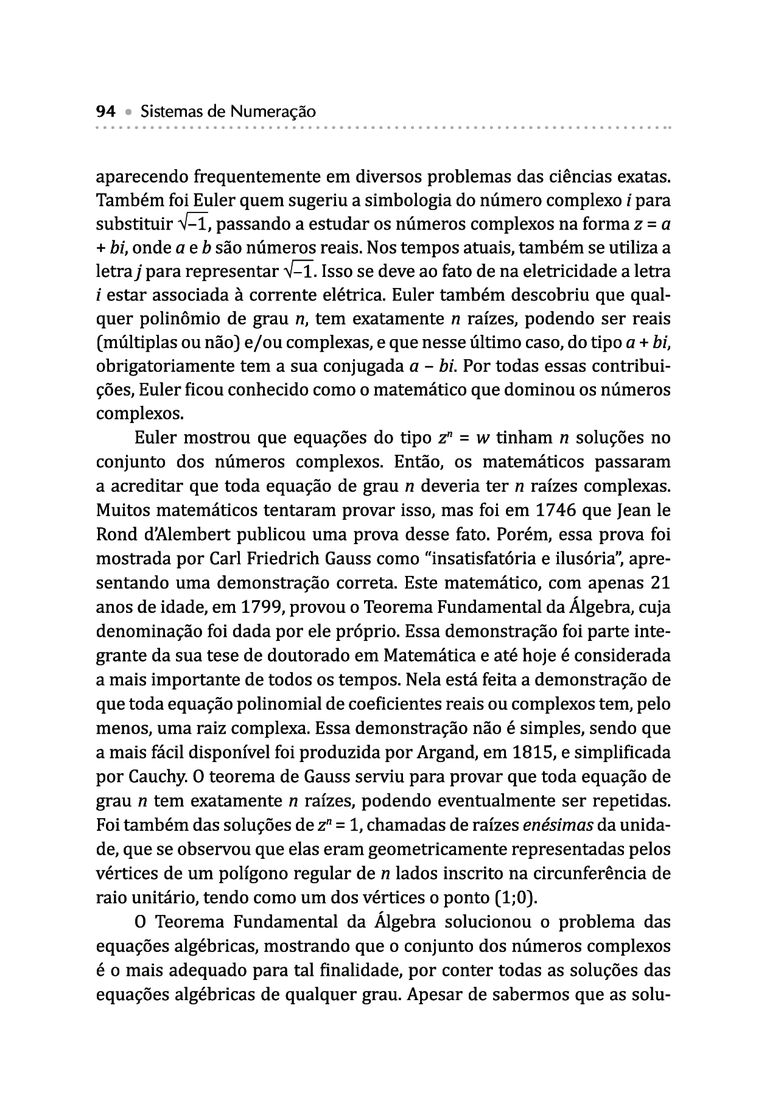 94 • Sistemas de Numeração
aparecendo frequentemente em diversos problemas das ciências exatas.
Também foi Euler quem sugeriu a simbologia do número complexo i para
substituir √−1, passando a estudar os números complexos na forma z = a
+ bi, onde a e b são números reais. Nos tempos atuais, também se utiliza a
letra j para representar √−1. Isso se deve ao fato de na eletricidade a letra
i estar associada à corrente elétrica. Euler também descobriu que qual-
quer polinômio de grau n, tem exatamente n raízes, podendo ser reais
(múltiplas ou não) e/ou complexas, e que nesse último caso, do tipo a + bi,
obrigatoriamente tem a sua conjugada a – bi. Por todas essas contribui-
ções, Euler ficou conhecido como o matemático que dominou os números
complexos.
Euler mostrou que equações do tipo zⁿ = w tinham n soluções no
conjunto dos números complexos. Então, os matemáticos passaram
a acreditar que toda equação de grau n deveria ter n raízes complexas.
Muitos matemáticos tentaram provar isso, mas foi em 1746 que Jean le
Rond d’Alembert publicou uma prova desse fato. Porém, essa prova foi
mostrada por Carl Friedrich Gauss como “insatisfatória e ilusória”, apre-
sentando uma demonstração correta. Este matemático, com apenas 21
anos de idade, em 1799, provou o Teorema Fundamental da Álgebra, cuja
denominação foi dada por ele próprio. Essa demonstração foi parte inte-
grante da sua tese de doutorado em Matemática e até hoje é considerada
a mais importante de todos os tempos. Nela está feita a demonstração de
que toda equação polinomial de coeficientes reais ou complexos tem, pelo
menos, uma raiz complexa. Essa demonstração não é simples, sendo que
a mais fácil disponível foi produzida por Argand, em 1815, e simplificada
por Cauchy. O teorema de Gauss serviu para provar que toda equação de
grau n tem exatamente n raízes, podendo eventualmente ser repetidas.
Foi também das soluções de zⁿ = 1, chamadas de raízes enésimas da unida-
de, que se observou que elas eram geometricamente representadas pelos
vértices de um polígono regular de n lados inscrito na circunferência de
raio unitário, tendo como um dos vértices o ponto (1;0).
O Teorema Fundamental da Álgebra solucionou o problema das
equações algébricas, mostrando que o conjunto dos números complexos
é o mais adequado para tal finalidade, por conter todas as soluções das
equações algébricas de qualquer grau. Apesar de sabermos que as solu-